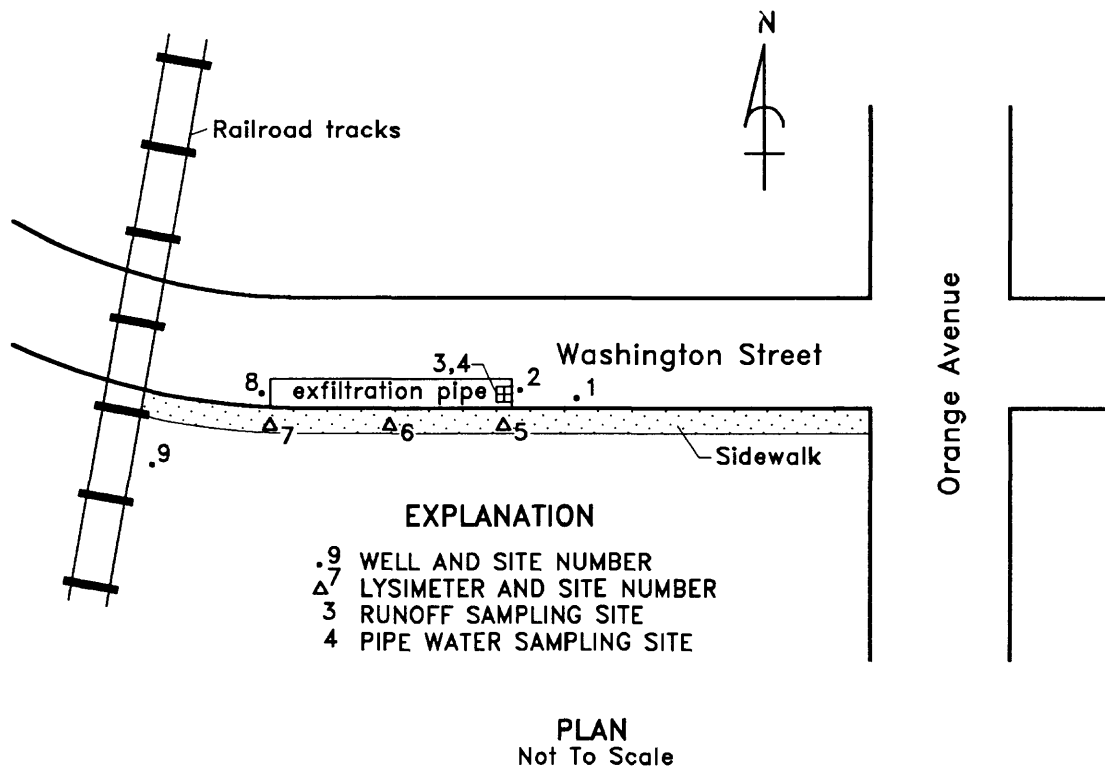 N
Railroad tracks
Orange Avenue
Washington Street
3,4
.2
.1
8.
exfiltration pipe
7
6
5
.9
Sidewalk
EXPLANATION
.9 WELL AND SITE NUMBER
△7 LYSIMETER AND SITE NUMBER
3 RUNOFF SAMPLING SITE
4 PIPE WATER SAMPLING SITE
PLAN
Not To Scale